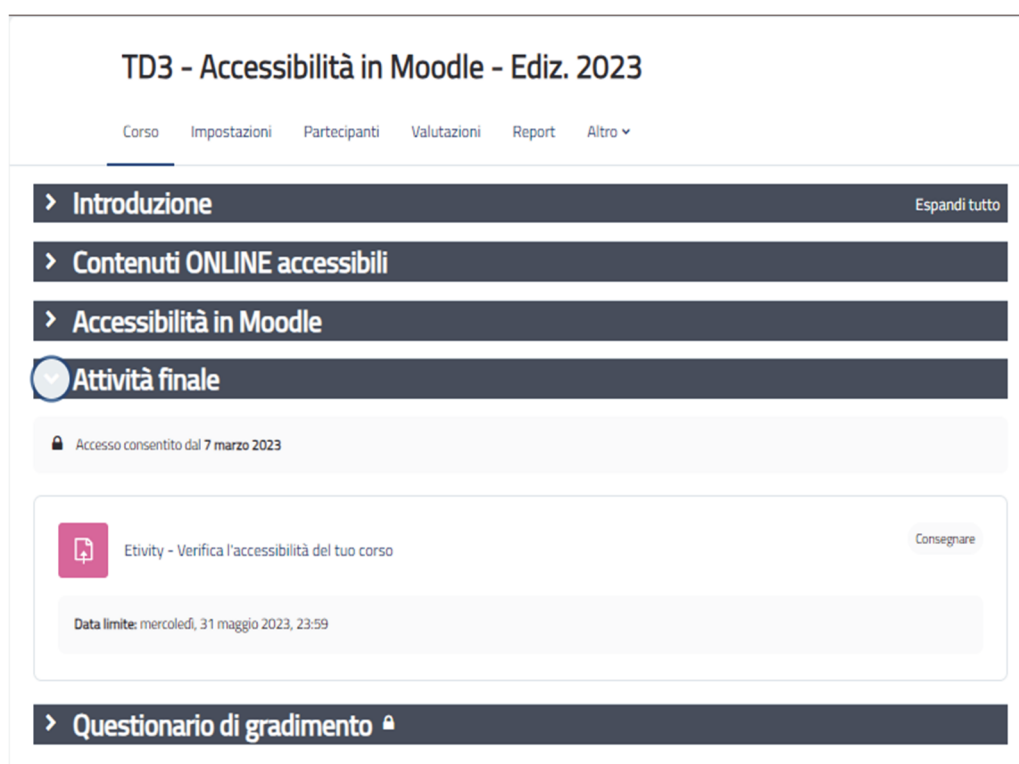 TD3 - Accessibilità in Moodle - Ediz. 2023
Corso Impostazioni Partecipanti Valutazioni Report Altro
Introduzione Espandi tutto
Contenuti ONLINE accessibili
Accessibilità in Moodle
Attività finale
Accesso consentito dal 7 marzo 2023
Etivity - Verifica l'accessibilità del tuo corso Consegnare
Data limite: mercoledì, 31 maggio 2023, 23:59
Questionario di gradimento